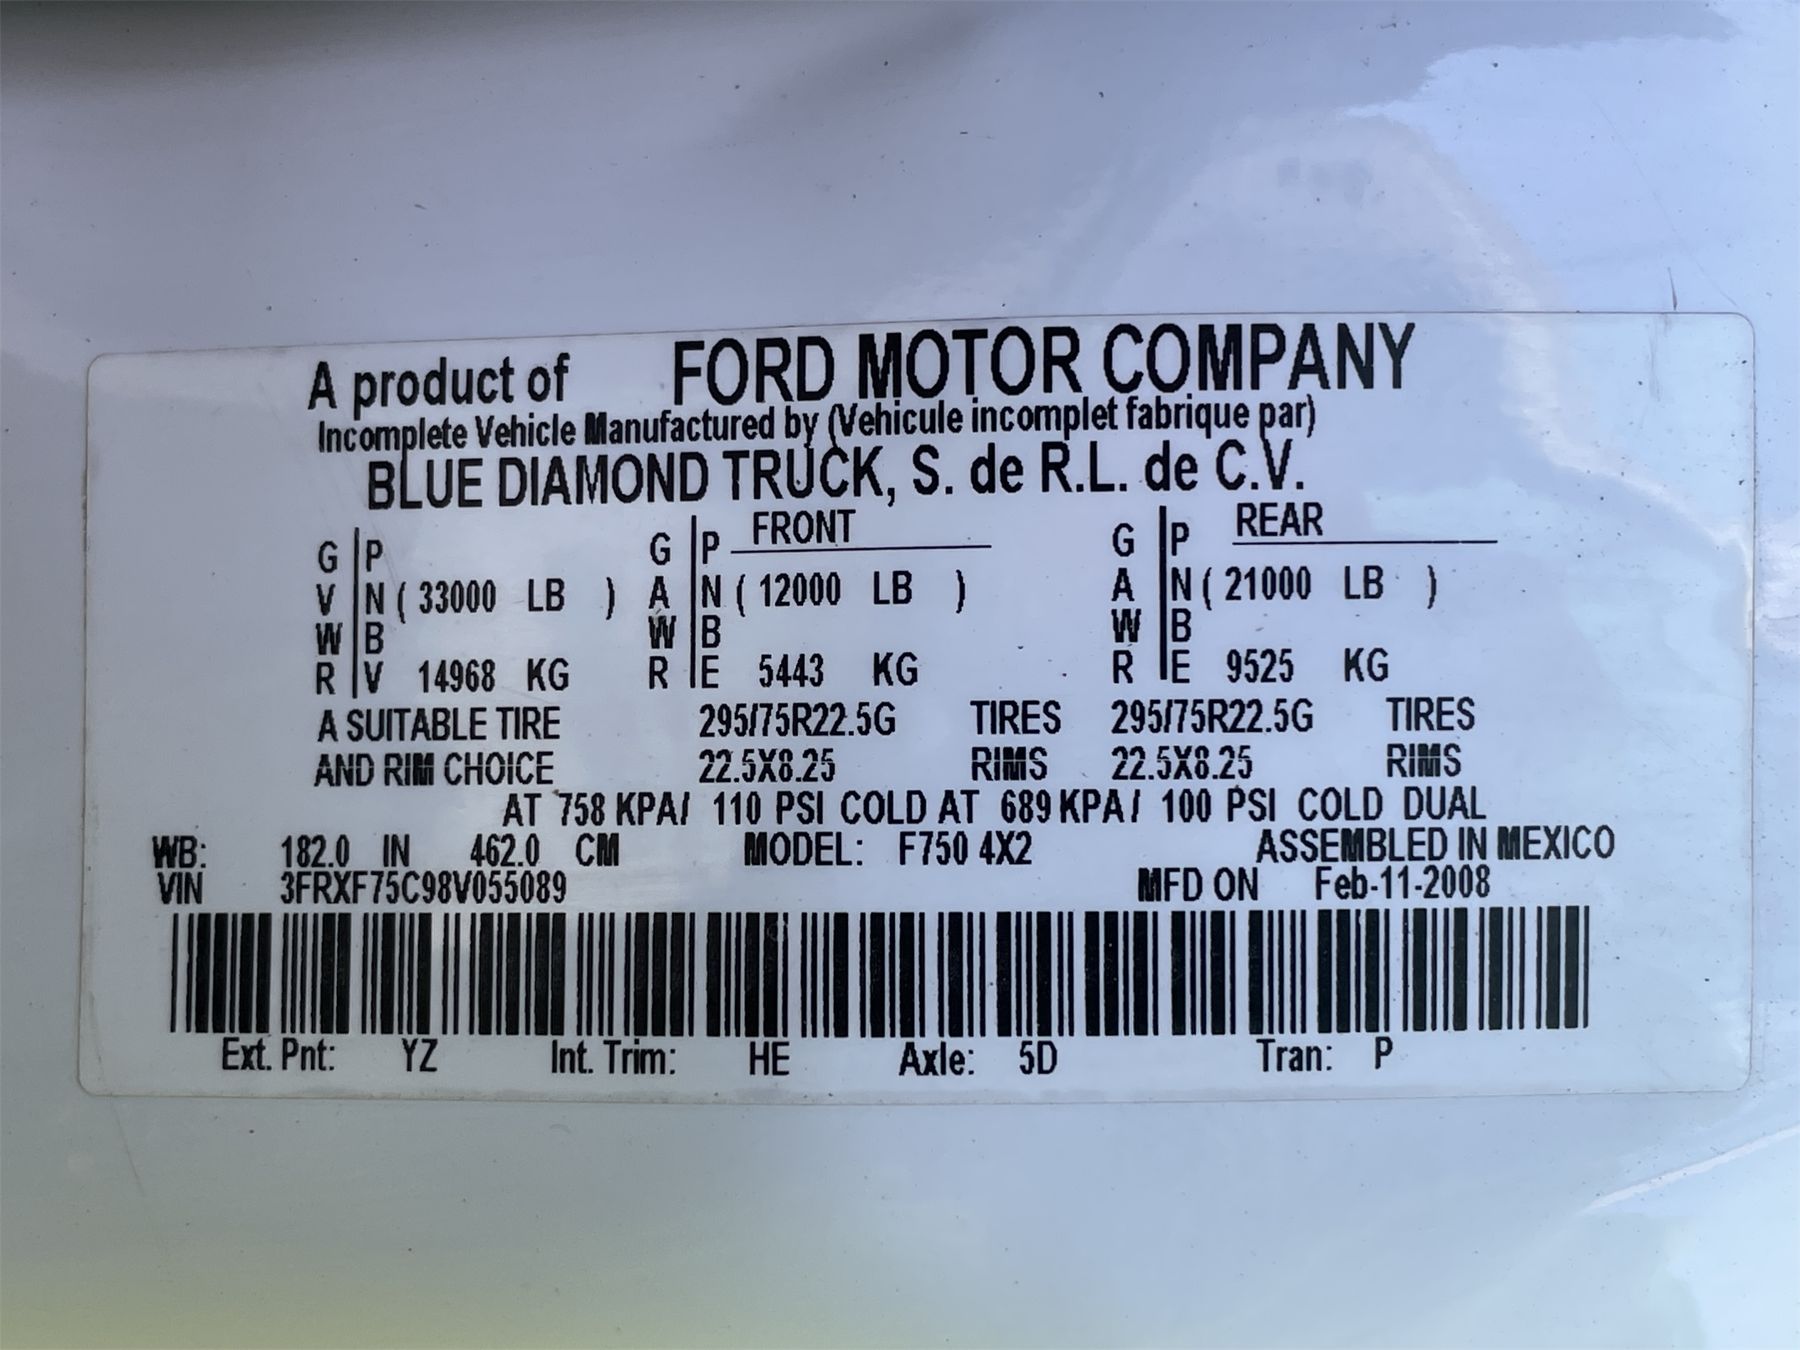 A product of FORD MOTOR COMPANY
Incomplete Vehicle Manufactured by (Vehicule incomplet fabrique par)
BLUE DIAMOND TRUCK, S. de R.L. de C.V.
G P G P FRONT G P REAR
V N ( 33000 LB ) A N ( 12000 LB ) A N ( 21000 LB )
W B W B W B
R V 14968 KG R E 5443 KG R E 9525 KG
A SUITABLE TIRE 295/75R22.5G TIRES 295/75R22.5G TIRES
AND RIM CHOICE 22.5X8.25 RIMS 22.5X8.25 RIMS
AT 758 KPA/ 110 PSI COLD AT 689 KPA/ 100 PSI COLD DUAL
WB: 182.0 IN 462.0 CM MODEL: F750 4X2 ASSEMBLED IN MEXICO
VIN 3FRXF75C98V055089 MFD ON Feb-11-2008
Ext. Pnt: YZ Int. Trim: HE Axle: 5D Tran: P